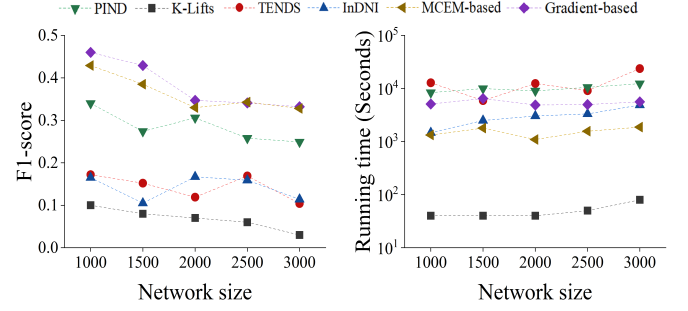 PIND K-Lifts TENDS InDNI MCEM-based Gradient-based
0.5
0.4
0.3
0.2
0.1
0.0
F1-score
1000 1500 2000 2500 3000
Network size
10^5
10^4
10^3
10^2
10^1
Running time (Seconds)
1000 1500 2000 2500 3000
Network size